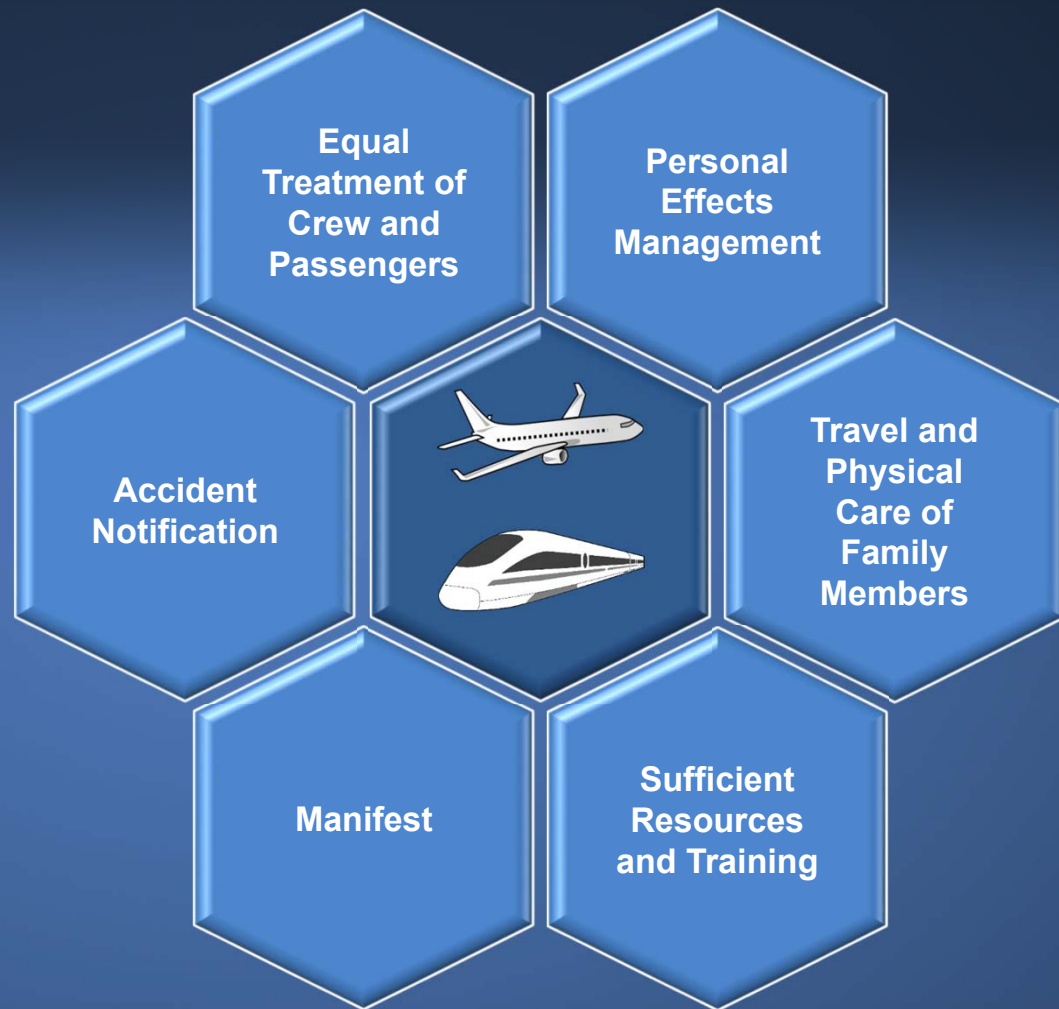 Equal
Treatment of
Crew and
Passengers
Personal
Effects
Management
Accident
Notification
Travel and
Physical
Care of
Family
Members
Manifest
Sufficient
Resources
and Training